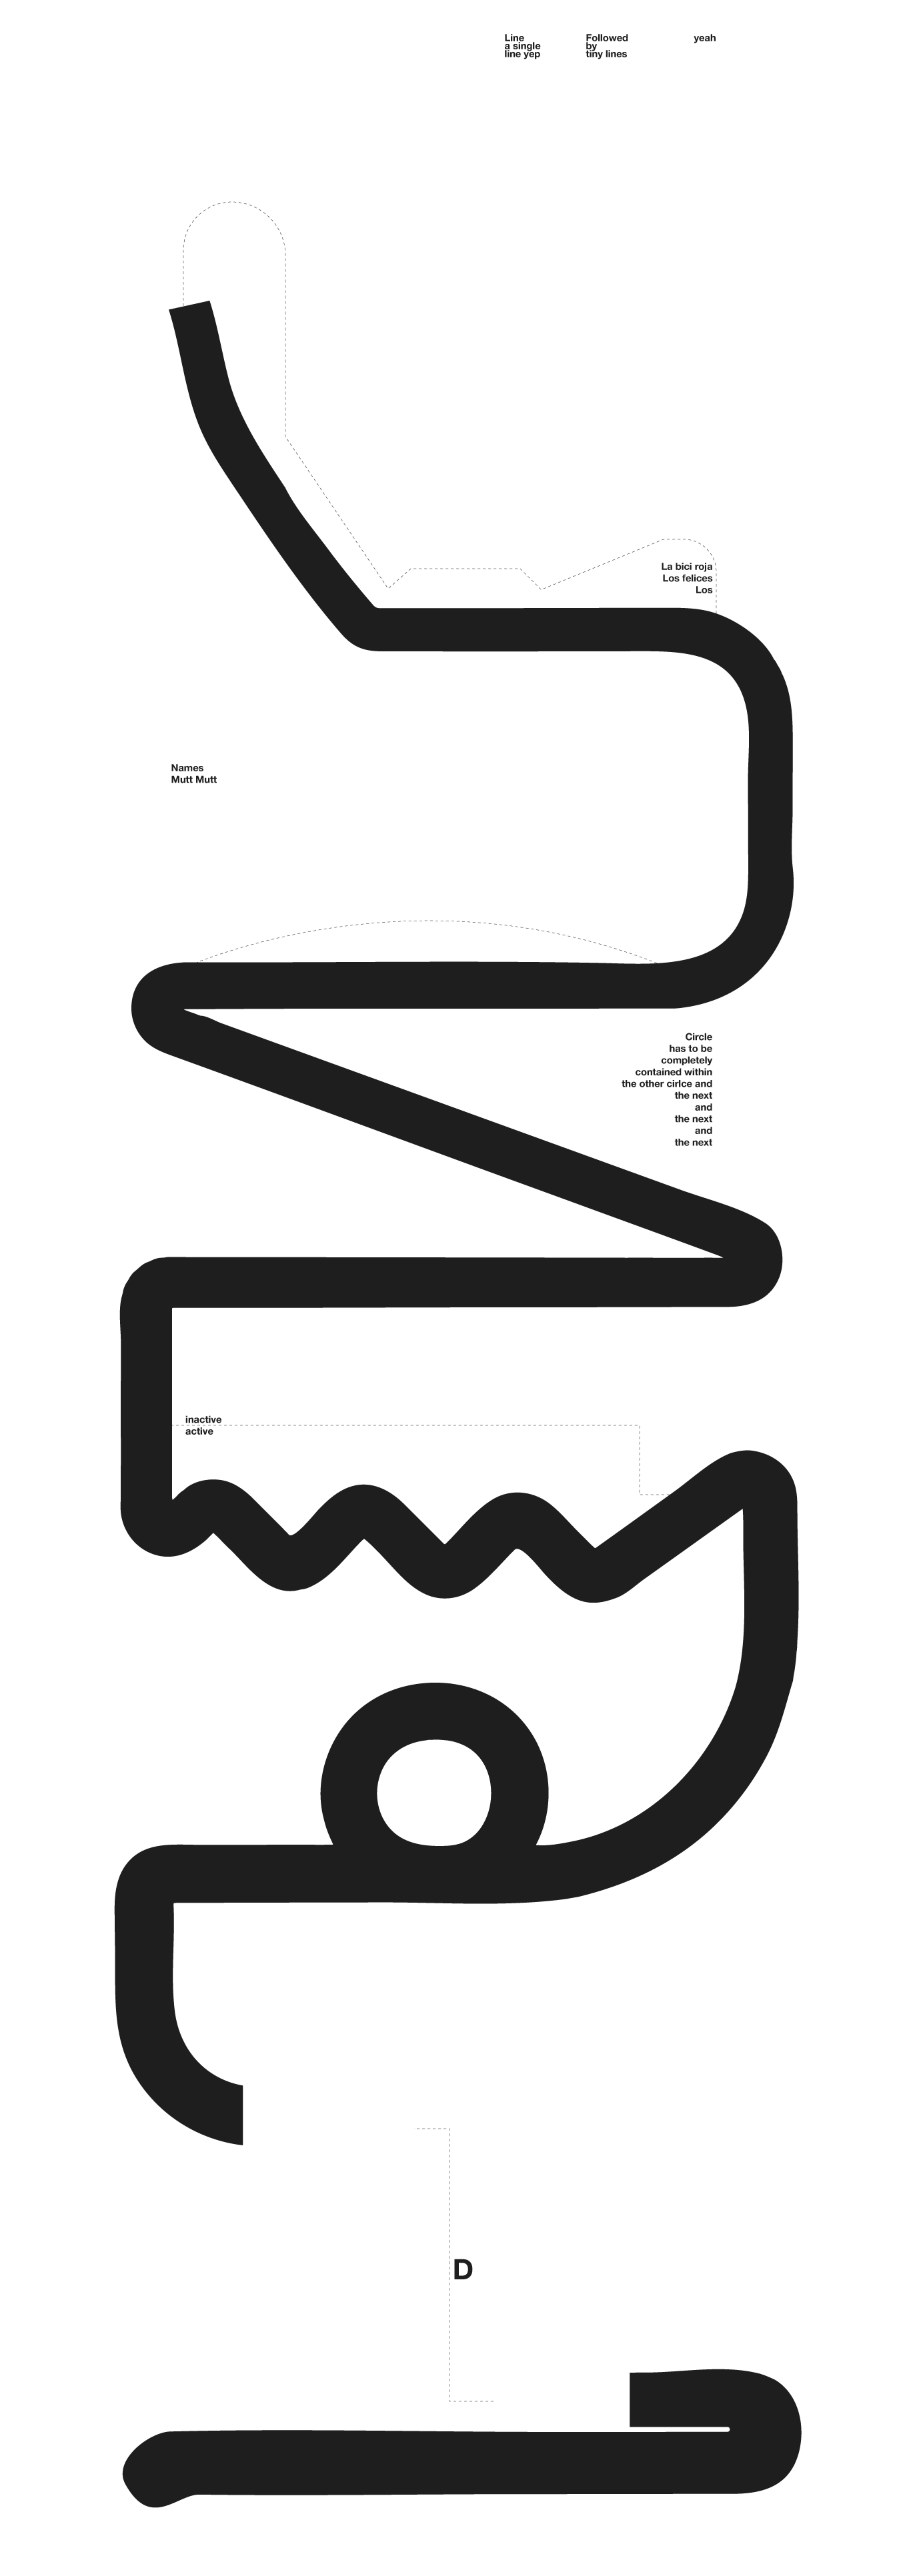 Line
a single
line yep
Followed
by
tiny lines
yeah
La bici roja
Los felices
Los
Names
Mutt Mutt
Circle
has to be
completely
contained within
the other cirlce and
the next
and
the next
and
the next
inactive
active
D